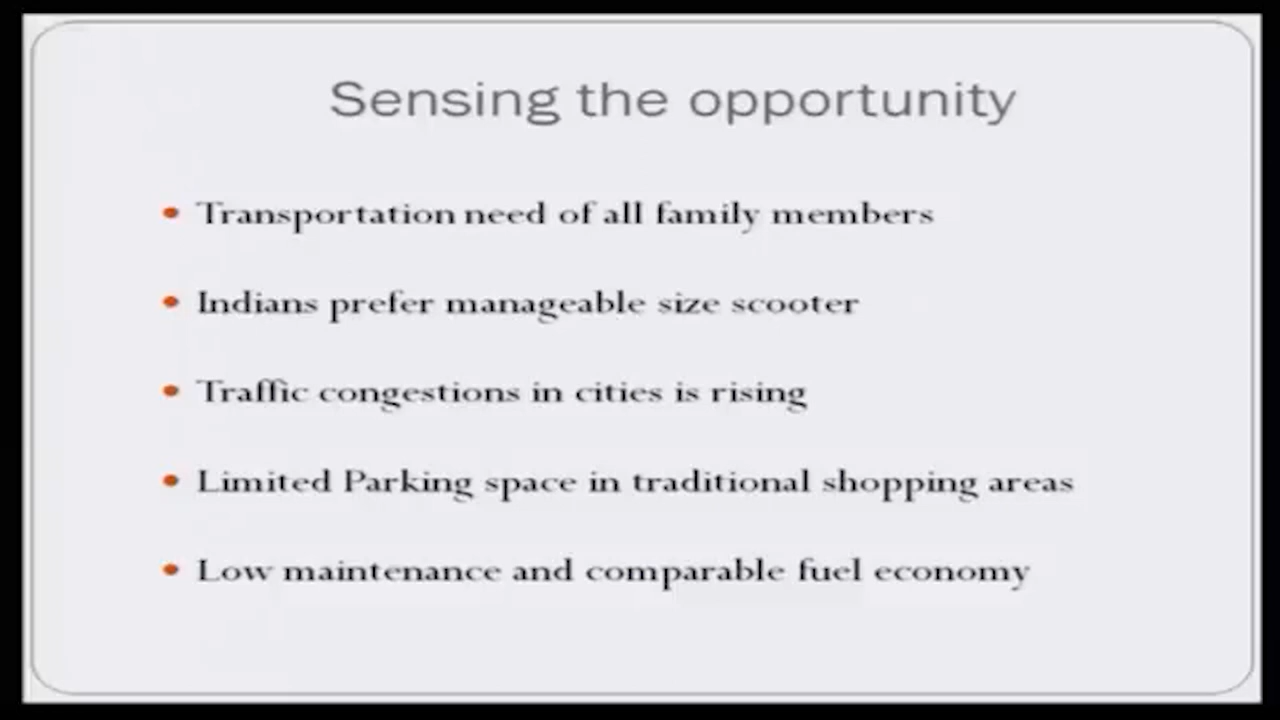 Sensing the opportunity
Transportation need of all family members
Indians prefer manageable size scooter
Traffic congestions in cities is rising
Limited Parking space in traditional shopping areas
Low maintenance and comparable fuel economy